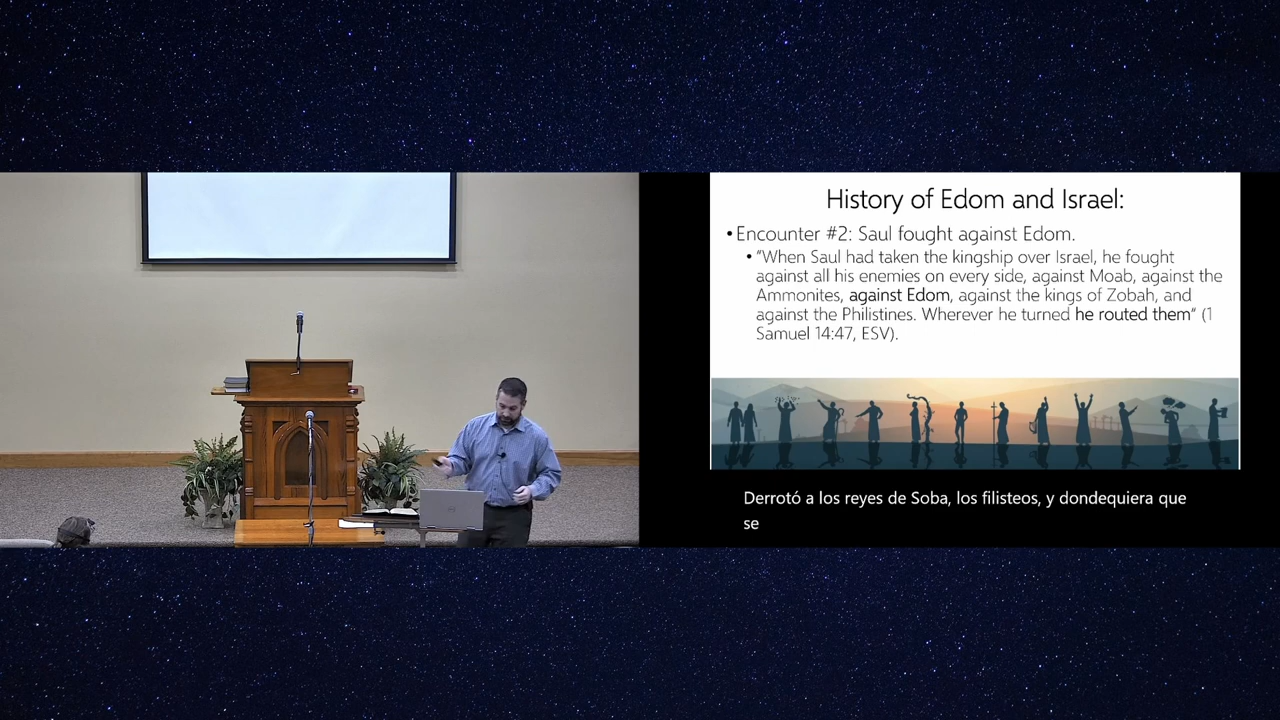 History of Edom and Israel:
•Encounter #2: Saul fought against Edom.
•“When Saul had taken the kingship over Israel, he fought
against all his enemies on every side, against Moab, against the
Ammonites, against Edom, against the kings of Zobah, and
against the Philistines. Wherever he turned he routed them” (1
Samuel 14:47, ESV).
Derrotó a los reyes de Soba, los filisteos, y dondequiera que
se